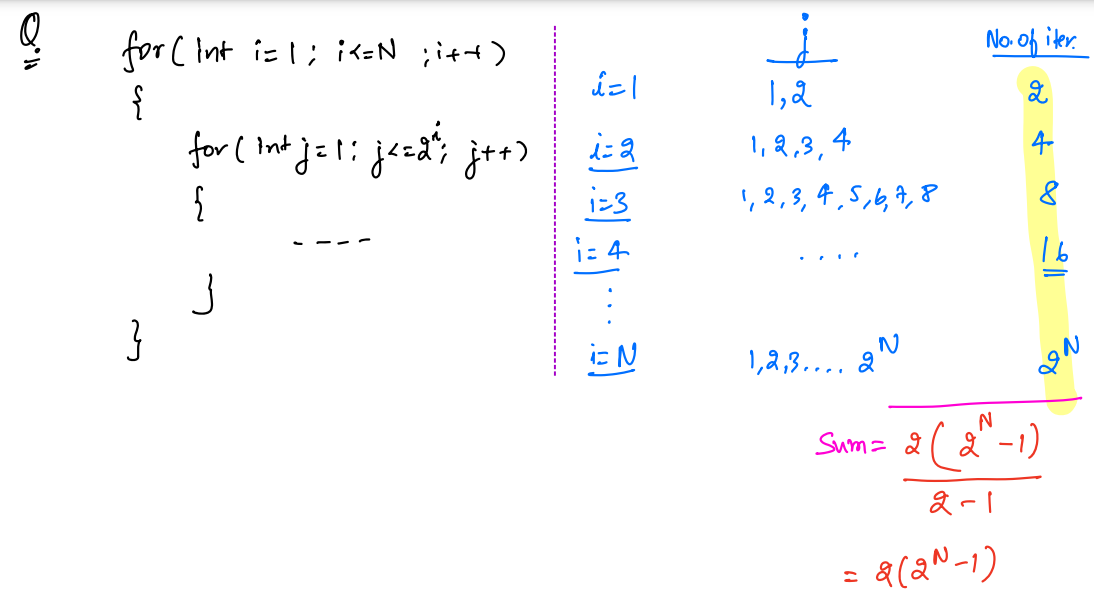 Q.
for( int i=1; i<=N ; i++)
{
for( int j=1; j<=2^i; j++)
{
----
}
}
j No. of iter.
i=1 1,2 2
i=2 1,2,3,4 4
i=3 1,2,3,4,5,6,7,8 8
i=4 .... 16
⋮
i=N 1,2,3.... 2^N 2^N
Sum= 2(2^N-1)
2-1
= 2(2^N-1)